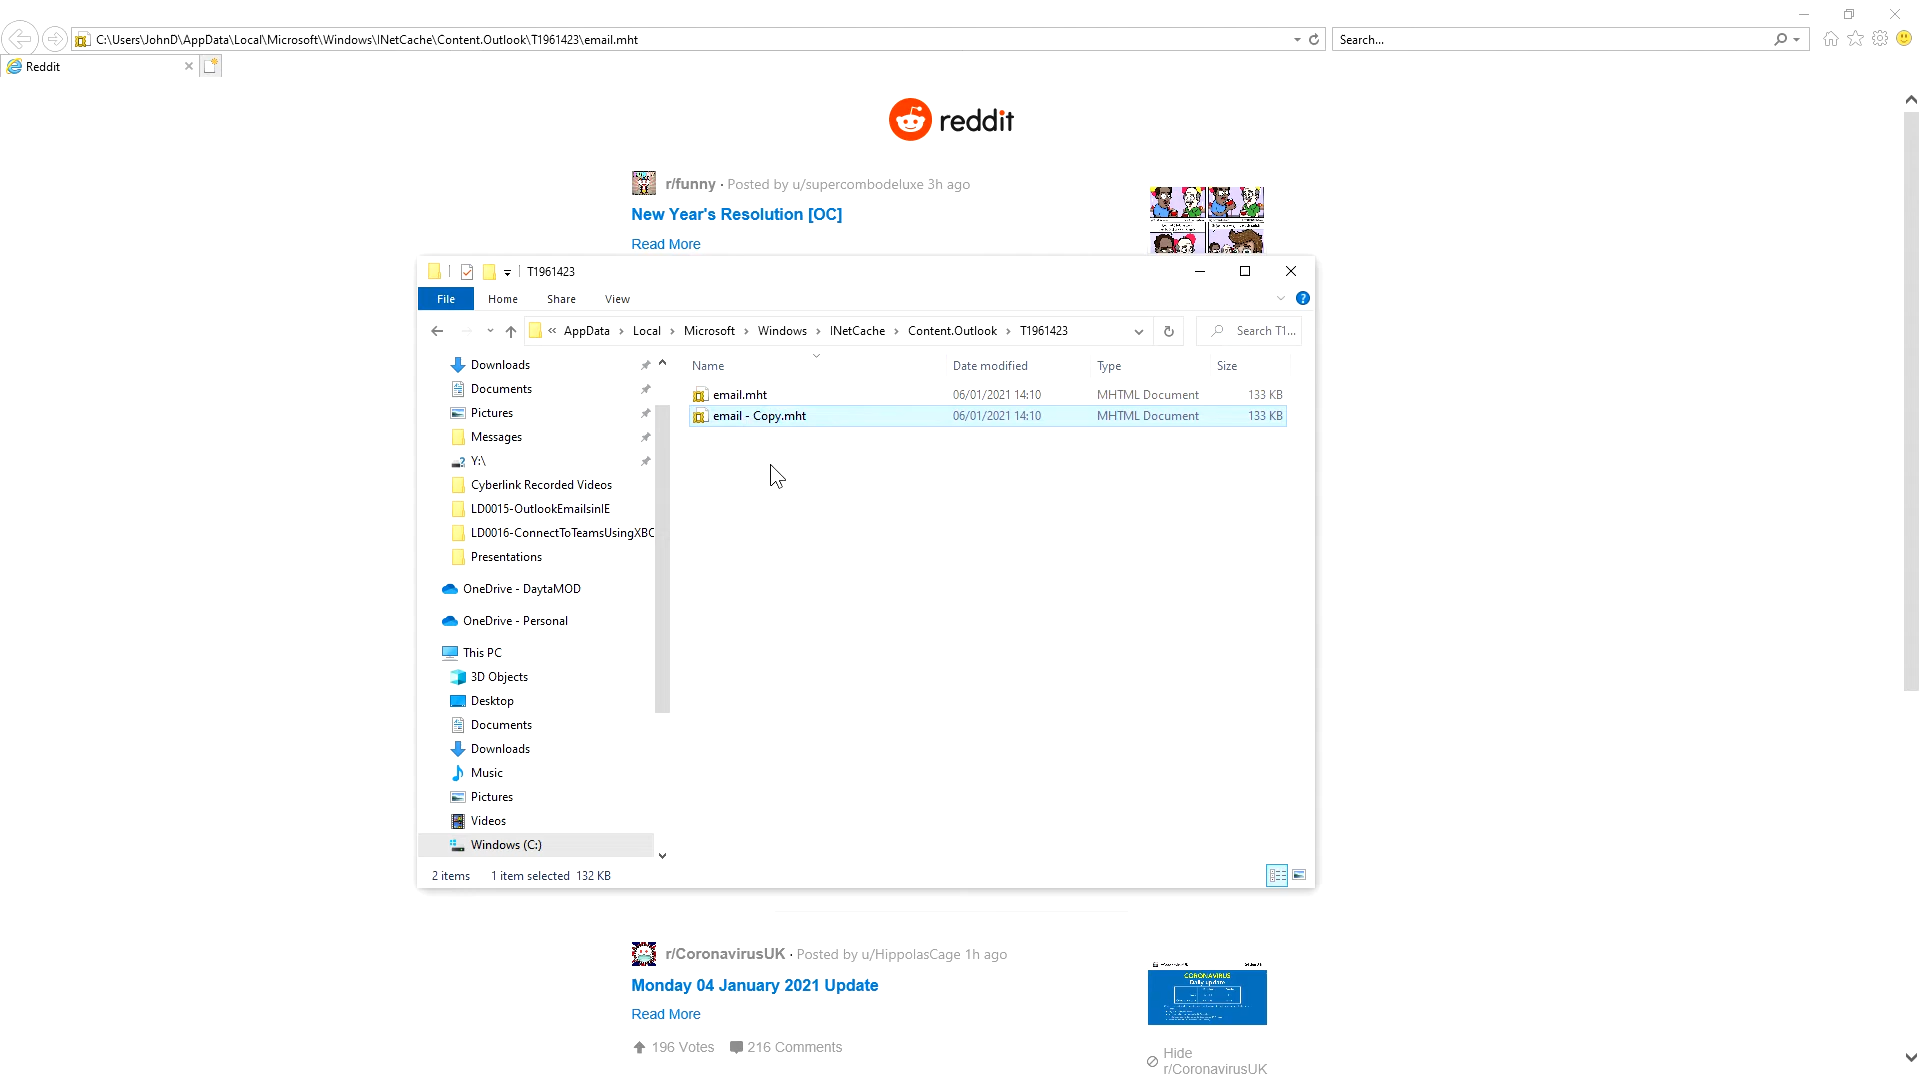 C:\Users\JohnD\AppData\Local\Microsoft\Windows\INetCache\Content.Outlook\T1961423\email.mht
Search...
Reddit
reddit
r/funny · Posted by u/supercombodeluxe 3h ago
New Year's Resolution [OC]
Read More
T1961423
File Home Share View
« AppData › Local › Microsoft › Windows › INetCache › Content.Outlook › T1961423
Search T1...
Name Date modified Type Size
email.mht 06/01/2021 14:10 MHTML Document 133 KB
email - Copy.mht 06/01/2021 14:10 MHTML Document 133 KB
Downloads
Documents
Pictures
Messages
Y:\
Cyberlink Recorded Videos
LD0015-OutlookEmailsinIE
LD0016-ConnectToTeamsUsingXBC
Presentations
OneDrive - DaytaMOD
OneDrive - Personal
This PC
3D Objects
Desktop
Documents
Downloads
Music
Pictures
Videos
Windows (C:)
2 items 1 item selected 132 KB
r/CoronavirusUK · Posted by u/HippolasCage 1h ago
Monday 04 January 2021 Update
Read More
196 Votes 216 Comments
CORONAVIRUS
Daily update
Hide
r/CoronavirusUK